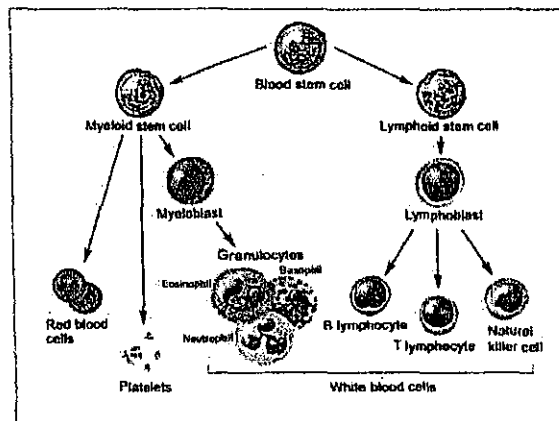 Blood stem cell
Myeloid stem cell
Lymphoid stem cell
Myeloblast
Lymphoblast
Granulocytes
Eosinophil
Basophil
Neutrophil
Red blood
cells
Platelets
B lymphocyte
T lymphocyte
Natural
killer cell
White blood cells